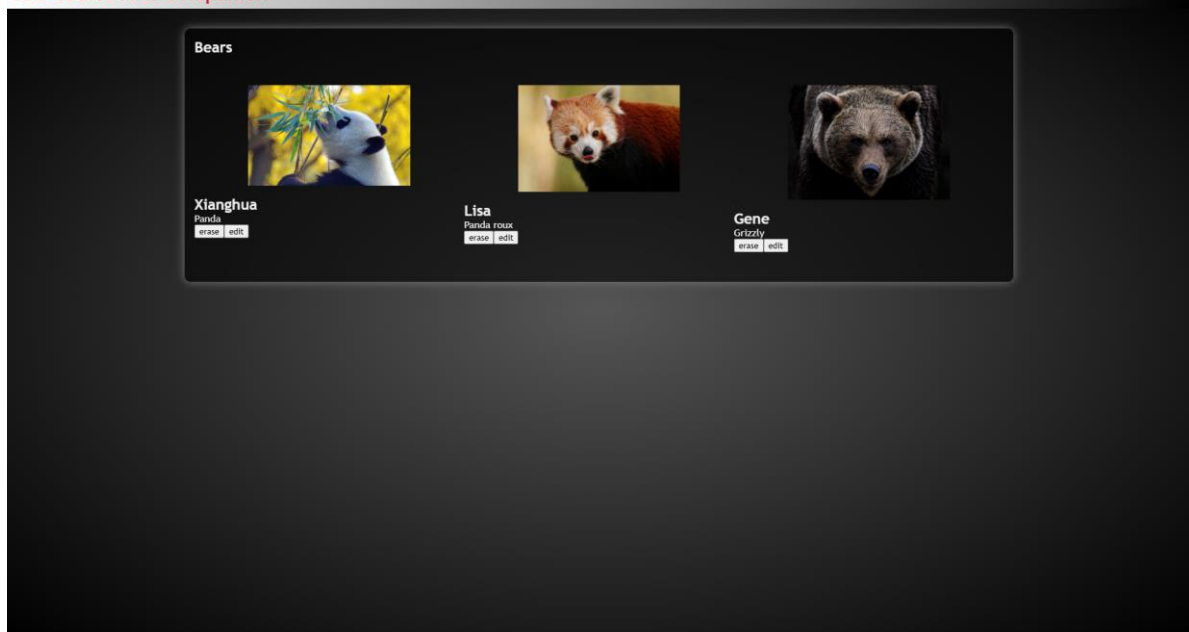 Bears
Xianghua
Panda
erase edit
Lisa
Panda roux
erase edit
Gene
Grizzly
erase edit